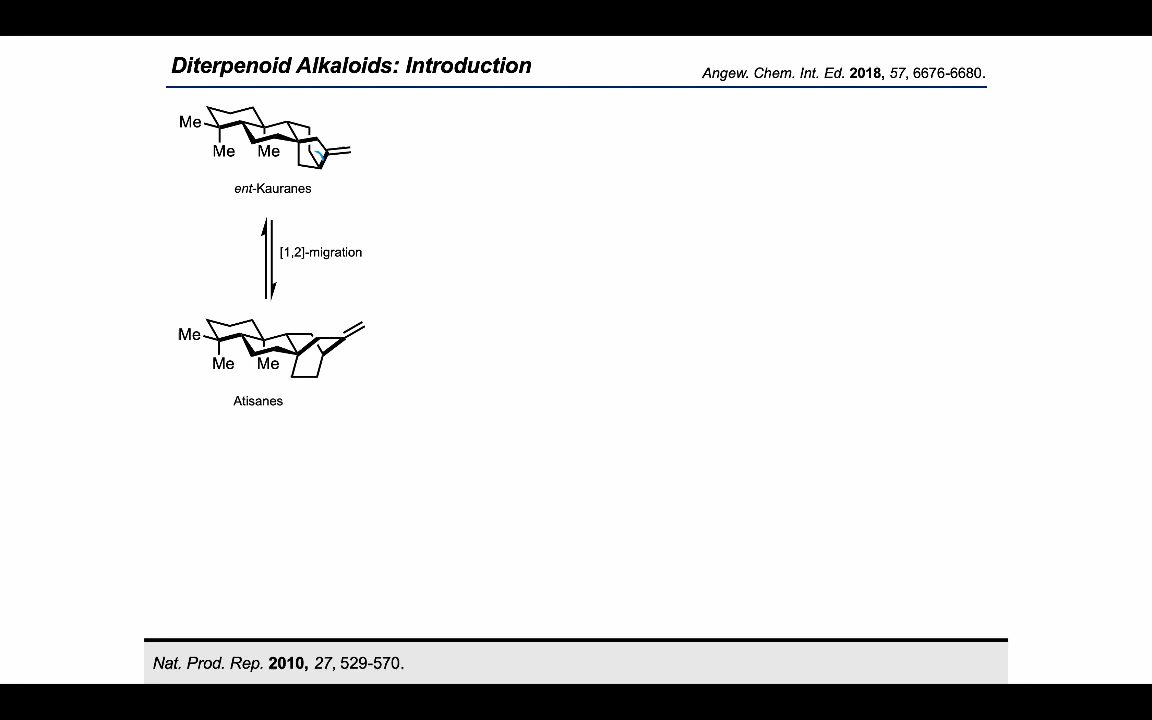 Diterpenoid Alkaloids: Introduction
Angew. Chem. Int. Ed. 2018, 57, 6676-6680.
Me
Me Me
ent-Kauranes
[1,2]-migration
Me
Me Me
Atisanes
Nat. Prod. Rep. 2010, 27, 529-570.